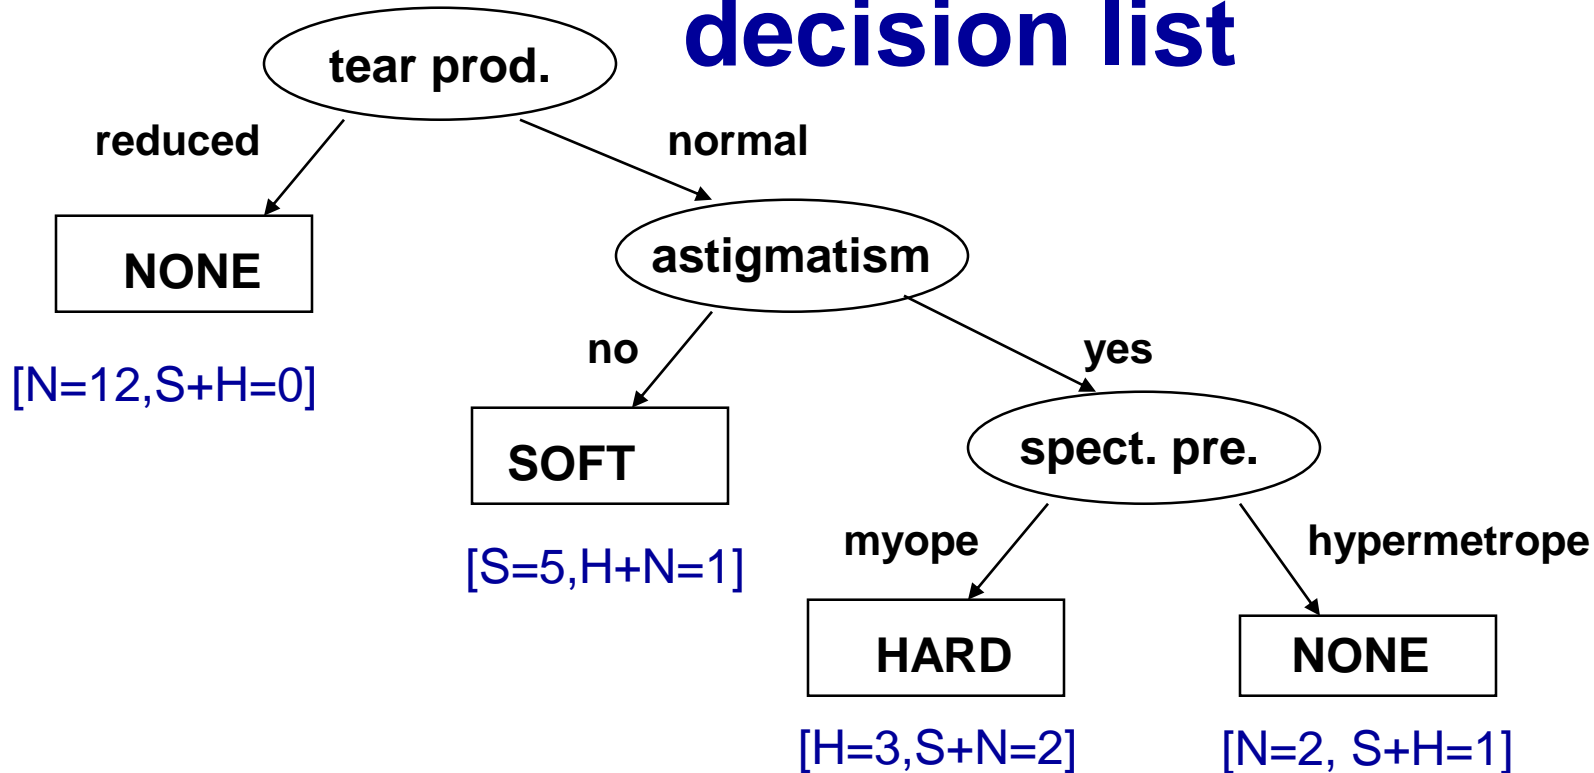 decision list
tear prod.
reduced
normal
NONE
astigmatism
[N=12,S+H=0]
no
yes
SOFT
spect. pre.
[S=5,H+N=1]
myope
hypermetrope
HARD
NONE
[H=3,S+N=2]
[N=2, S+H=1]